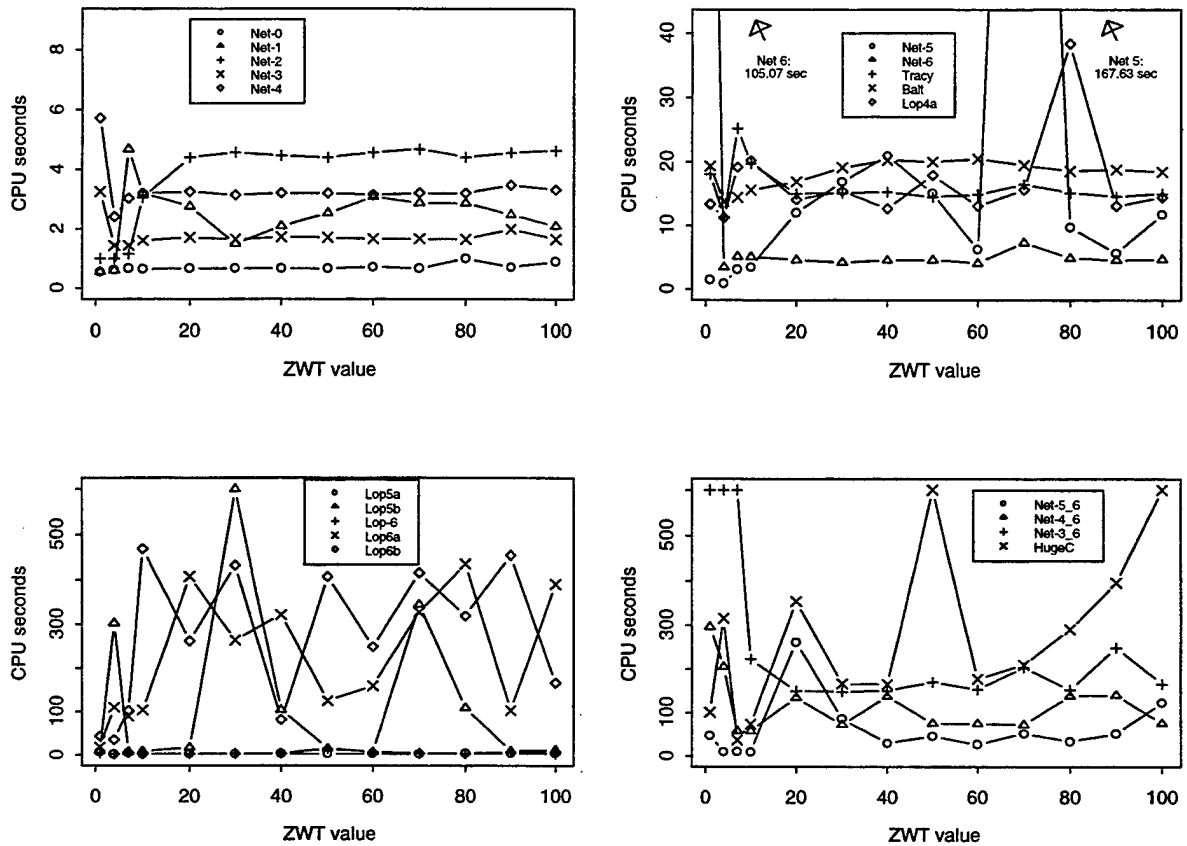 CPU seconds
0 2 4 6 8
Net-0
Net-1
Net-2
Net-3
Net-4
0 20 40 60 80 100
ZWT value
CPU seconds
0 10 20 30 40
Net 6:
105.07 sec
Net-5
Net-6
Tracy
Balt
Lop4a
Net 5:
167.63 sec
0 20 40 60 80 100
ZWT value
CPU seconds
0 100 300 500
Lop5a
Lop5b
Lop-6
Lop6a
Lop6b
0 20 40 60 80 100
ZWT value
CPU seconds
0 100 300 500
Net-5_6
Net-4_6
Net-3_6
HugeC
0 20 40 60 80 100
ZWT value